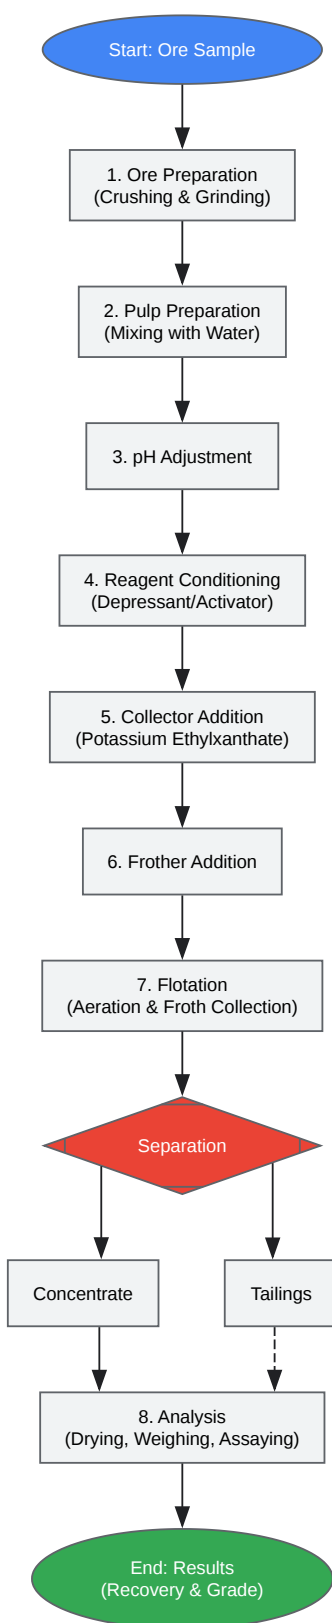 Start: Ore Sample
1. Ore Preparation
(Crushing & Grinding)
2. Pulp Preparation
(Mixing with Water)
3. pH Adjustment
4. Reagent Conditioning
(Depressant/Activator)
5. Collector Addition
(Potassium Ethylxanthate)
6. Frother Addition
7. Flotation
(Aeration & Froth Collection)
Separation
Concentrate
Tailings
8. Analysis
(Drying, Weighing, Assaying)
End: Results
(Recovery & Grade)